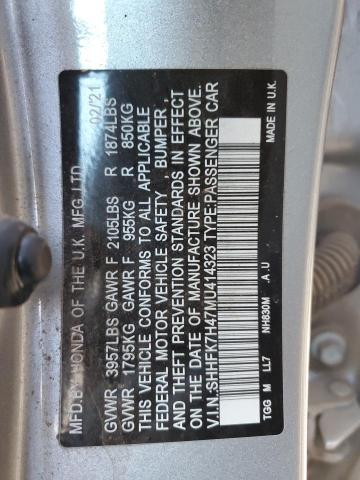 MFD.BY HONDA OF THE U.K. MFG.LTD. 02/21
GVWR 3957LBS GAWR F 2105LBS R 1874LBS
GVWR 1795KG GAWR F 955KG R 850KG
THIS VEHICLE CONFORMS TO ALL APPLICABLE
FEDERAL MOTOR VEHICLE SAFETY, BUMPER,
AND THEFT PREVENTION STANDARDS IN EFFECT
ON THE DATE OF MANUFACTURE SHOWN ABOVE.
V.I.N.:SHHFK7H47MU414323 TYPE:PASSENGER CAR
TGG M LL7 NH830M A U MADE IN U.K.